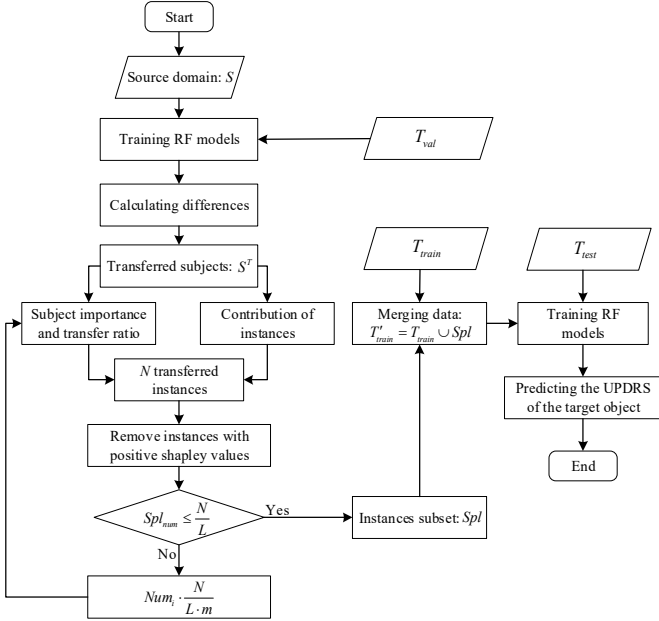 Start
Source domain: S
Training RF models
T_val
Calculating differences
Transferred subjects: S^T
T_train
T_test
Subject importance
and transfer ratio
Contribution of
instances
Merging data:
T'_train = T_train ∪ Spl
Training RF
models
N transferred
instances
Predicting the UPDRS
of the target object
Remove instances with
positive shapley values
End
Spl_num ≤ N/L
Yes
Instances subset: Spl
No
Num_i · N/(L·m)